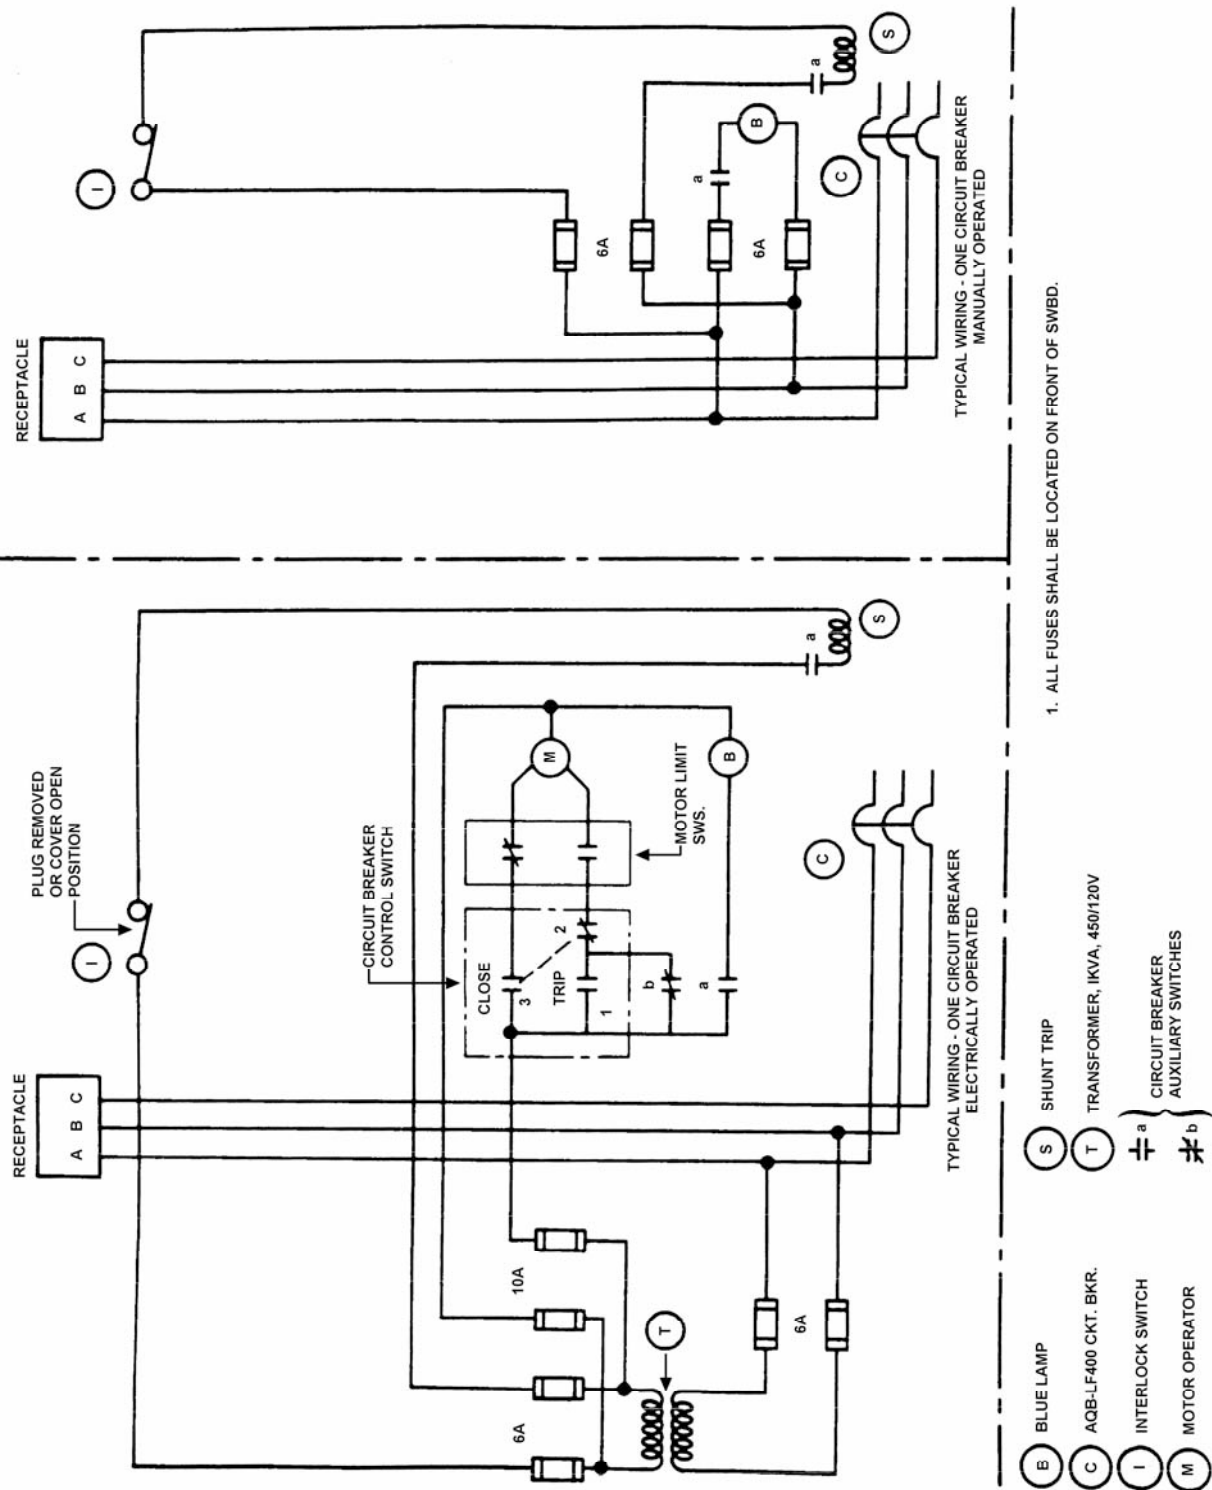 RECEPTACLE
A B C
I
PLUG REMOVED
OR COVER OPEN
POSITION
CIRCUIT BREAKER
CONTROL SWITCH
CLOSE
3
TRIP
2
1
b
a
M
MOTOR LIMIT
SWS.
B
a
S
C
10A
6A
T
6A
TYPICAL WIRING - ONE CIRCUIT BREAKER
ELECTRICALLY OPERATED
RECEPTACLE
A B C
I
6A
6A
a
B
a
S
C
TYPICAL WIRING - ONE CIRCUIT BREAKER
MANUALLY OPERATED
1. ALL FUSES SHALL BE LOCATED ON FRONT OF SWBD.
B BLUE LAMP
C AQB-LF400 CKT. BKR.
I INTERLOCK SWITCH
M MOTOR OPERATOR
S SHUNT TRIP
T TRANSFORMER, IKVA, 450/120V
a
b
CIRCUIT BREAKER
AUXILIARY SWITCHES